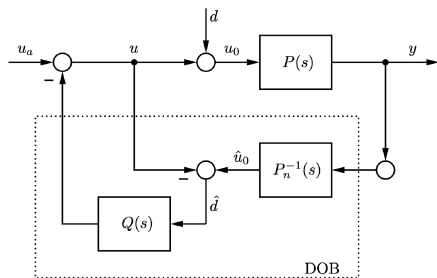 d
u_a
u
u_0
P(s)
y
−
û_0
P_n^{-1}(s)
−
d̂
Q(s)
DOB